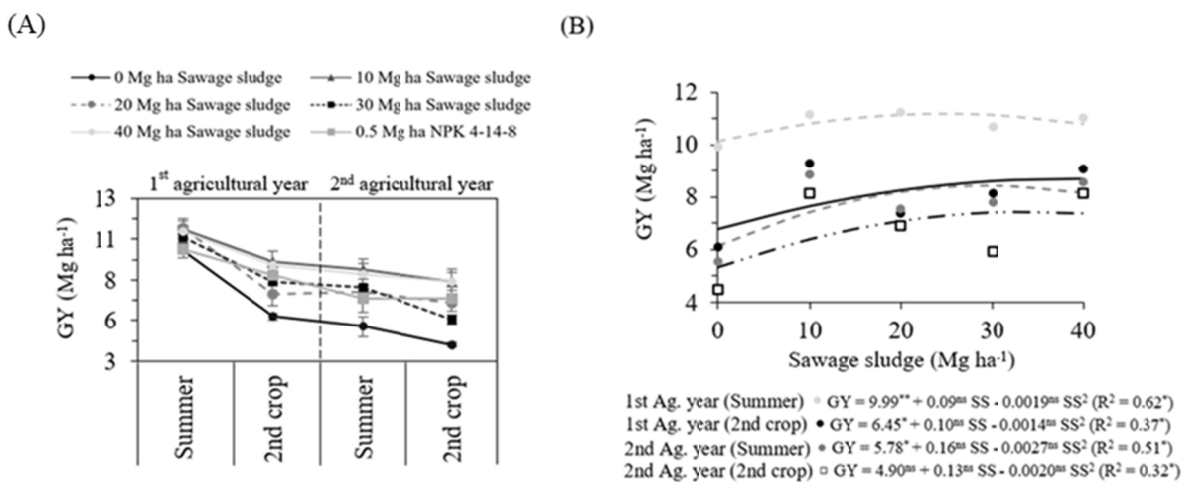 (A)
0 Mg ha Sawage sludge
10 Mg ha Sawage sludge
20 Mg ha Sawage sludge
30 Mg ha Sawage sludge
40 Mg ha Sawage sludge
0.5 Mg ha NPK 4-14-8
1st agricultural year
2nd agricultural year
GY (Mg ha-1)
13
11
8
6
3
Summer
2nd crop
Summer
2nd crop
(B)
GY (Mg ha-1)
12
10
8
6
4
0 10 20 30 40
Sawage sludge (Mg ha-1)
1st Ag. year (Summer) GY = 9.99** + 0.09ns SS - 0.0019ns SS2 (R2 = 0.62*)
1st Ag. year (2nd crop) GY = 6.45* + 0.10ns SS - 0.0014ns SS2 (R2 = 0.37*)
2nd Ag. year (Summer) GY = 5.78* + 0.16ns SS - 0.0027ns SS2 (R2 = 0.51*)
2nd Ag. year (2nd crop) GY = 4.90ns + 0.13ns SS - 0.0020ns SS2 (R2 = 0.32*)